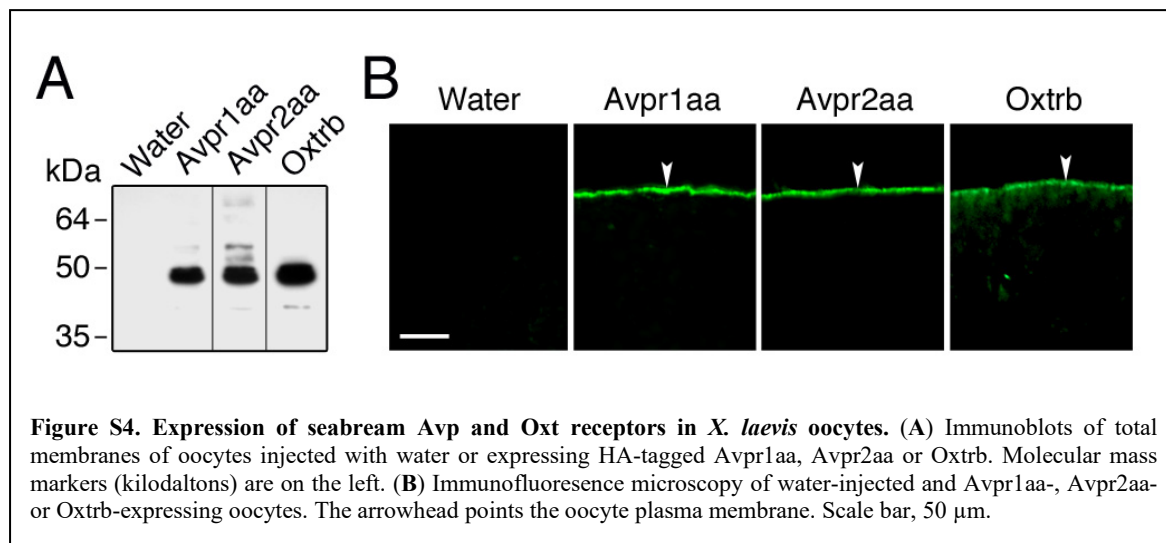 A
B
Water
Avpr1aa
Avpr2aa
Oxtrb
Water
Avpr1aa
Avpr2aa
Oxtrb
kDa
64
50
35
Figure S4. Expression of seabream Avp and Oxt receptors in X. laevis oocytes. (A) Immunoblots of total
membranes of oocytes injected with water or expressing HA-tagged Avpr1aa, Avpr2aa or Oxtrb. Molecular mass
markers (kilodaltons) are on the left. (B) Immunofluoresence microscopy of water-injected and Avpr1aa-, Avpr2aa-
or Oxtrb-expressing oocytes. The arrowhead points the oocyte plasma membrane. Scale bar, 50 µm.